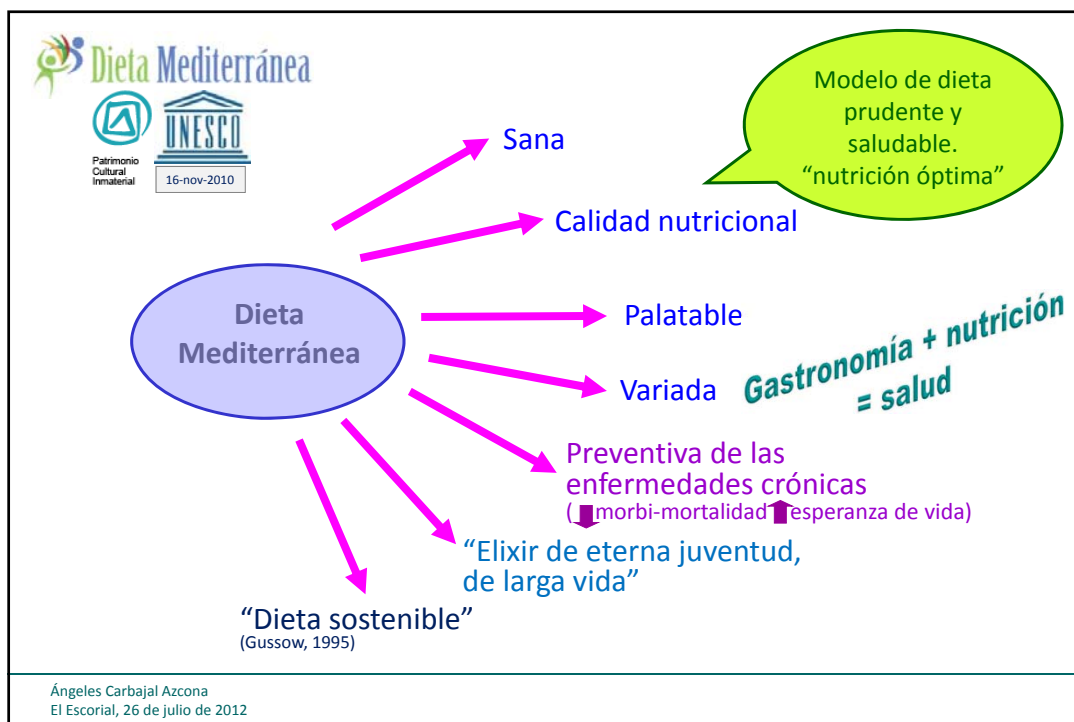 Dieta Mediterránea
UNESCO
Patrimonio
Cultural
Inmaterial
16-nov-2010
Modelo de dieta
prudente y
saludable.
“nutrición óptima”
Sana
Calidad nutricional
Dieta
Mediterránea
Palatable
Variada
Gastronomía + nutrición
= salud
Preventiva de las
enfermedades crónicas
( morbi-mortalidad esperanza de vida)
“Elixir de eterna juventud,
de larga vida”
“Dieta sostenible”
(Gussow, 1995)
Ángeles Carbajal Azcona
El Escorial, 26 de julio de 2012